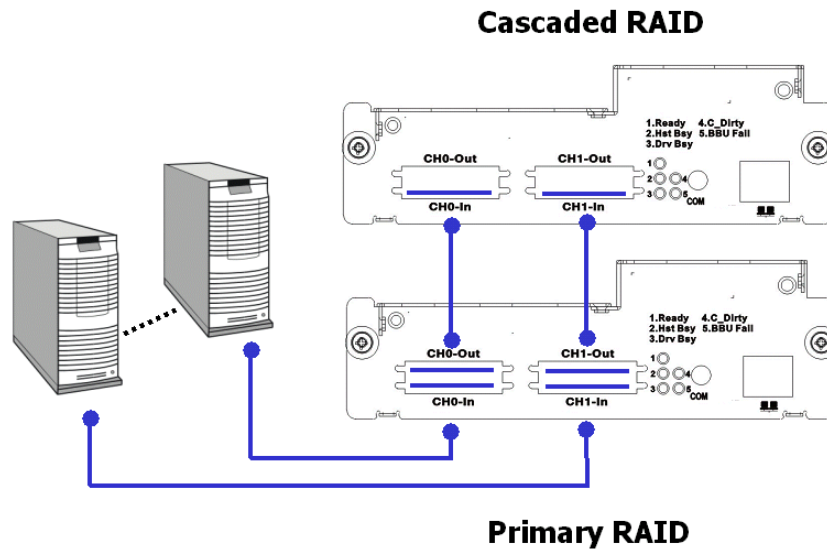 Cascaded RAID
1.Ready 4.C_Dirty
2.Hst Bsy 5.BBU Fail
3.Drv Bsy
CH0-Out CH1-Out
1
2 4
3 5
COM
CH0-In CH1-In
1.Ready 4.C_Dirty
2.Hst Bsy 5.BBU Fail
3.Drv Bsy
CH0-Out CH1-Out
1
2 4
3 5
COM
CH0-In CH1-In
Primary RAID